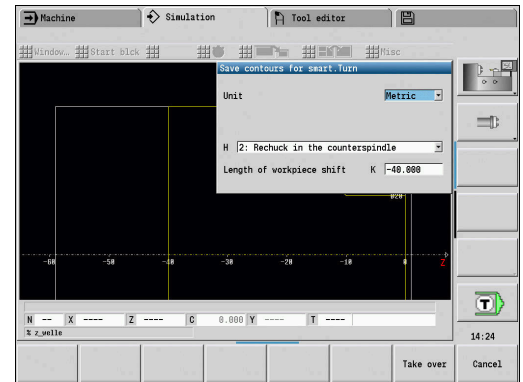 Machine Simulation Tool editor
Window... Start blck Misc
Save contours for smart.Turn
Unit Metric
H 2: Rechuck in the counterspindle
Length of workpiece shift K -40.000
-60 -50 -40 -30 -20 -10 0 Z
N -- X ---- Z ---- C 0.000 Y ---- T ----
% z_welle
T
14:24
Take over Cancel